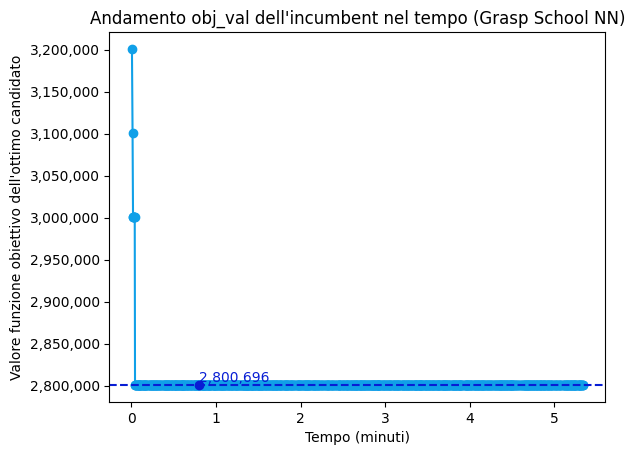 Andamento obj_val dell'incumbent nel tempo (Grasp School NN)
Valore funzione obiettivo dell'ottimo candidato
3,200,000
3,150,000
3,100,000
3,050,000
3,000,000
2,950,000
2,900,000
2,850,000
2,800,000
2,800,696
0 1 2 3 4 5
Tempo (minuti)